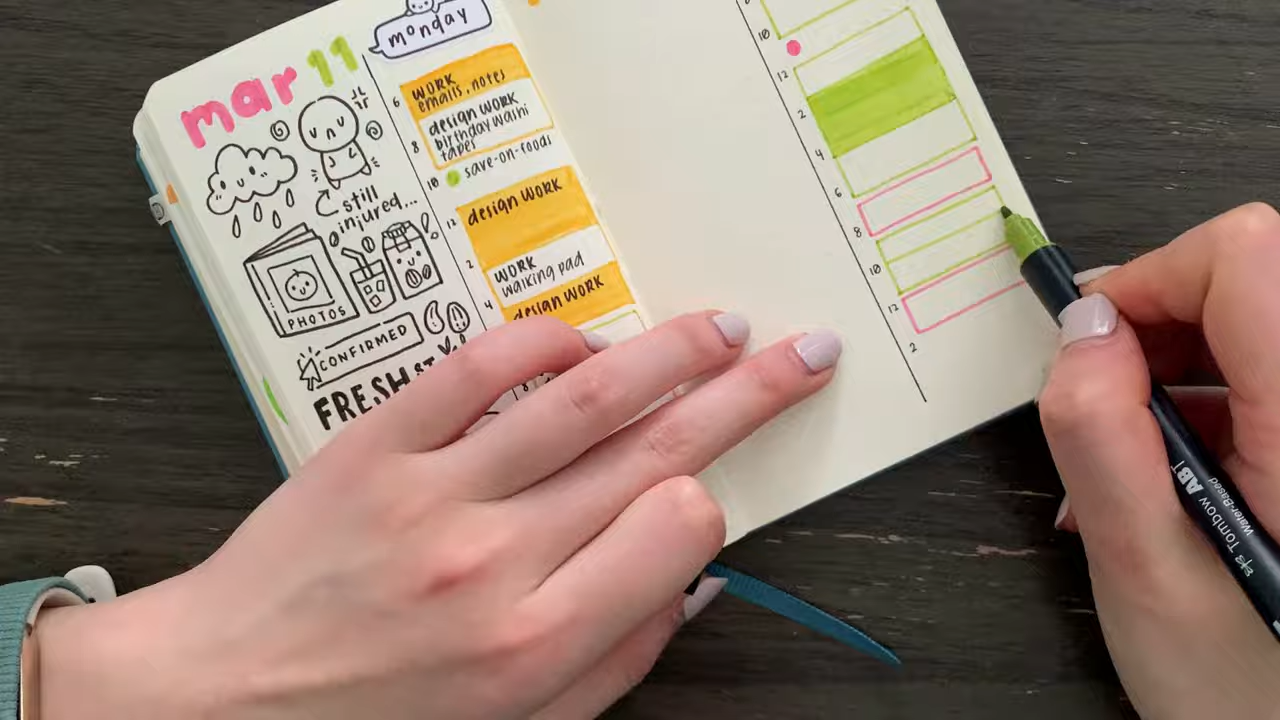 mar 11
monday
6
WORK
emails, notes
design WORK
birthday washi
tapes
8
save-on-foods
10
design WORK
12
WORK
walking pad
2
design WORK
4
still
injured...
PHOTOS
CONFIRMED
FRESH ST
8
10
12
2
4
6
8
10
12
2
Tombow ABT
Water-Based